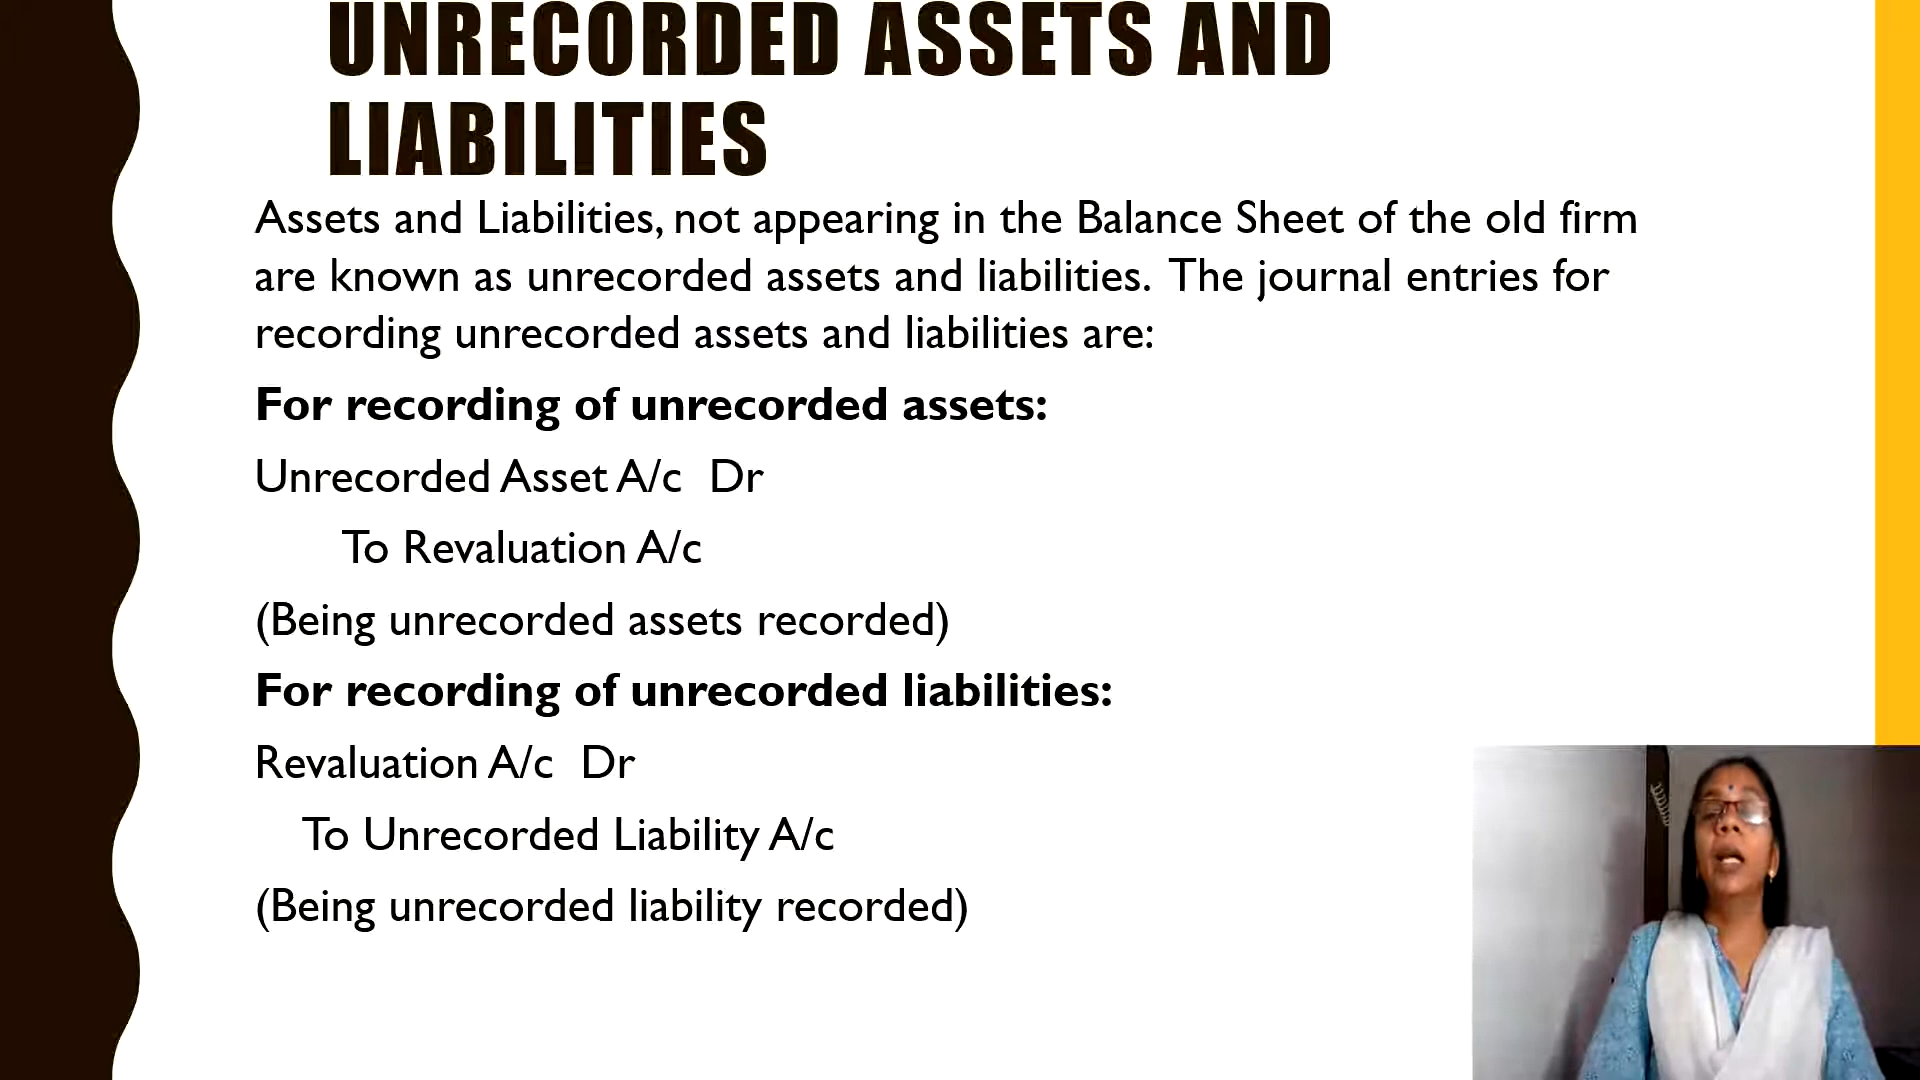 UNRECORDED ASSETS AND
LIABILITIES
Assets and Liabilities, not appearing in the Balance Sheet of the old firm
are known as unrecorded assets and liabilities. The journal entries for
recording unrecorded assets and liabilities are:
For recording of unrecorded assets:
Unrecorded Asset A/c Dr
To Revaluation A/c
(Being unrecorded assets recorded)
For recording of unrecorded liabilities:
Revaluation A/c Dr
To Unrecorded Liability A/c
(Being unrecorded liability recorded)